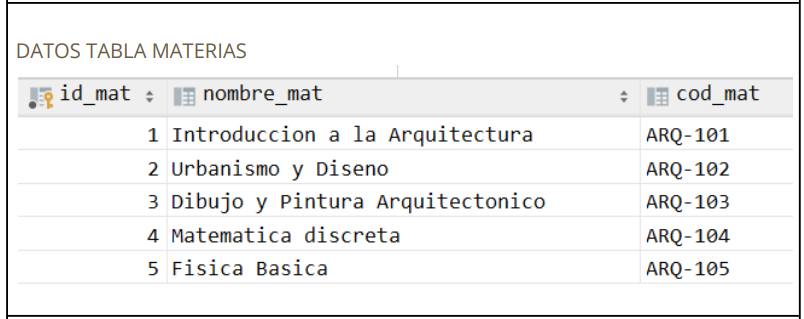 DATOS TABLA MATERIAS
id_mat nombre_mat cod_mat
1 Introduccion a la Arquitectura ARQ-101
2 Urbanismo y Diseno ARQ-102
3 Dibujo y Pintura Arquitectonico ARQ-103
4 Matematica discreta ARQ-104
5 Fisica Basica ARQ-105